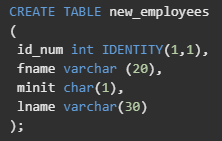 CREATE TABLE new_employees
(
id_num int IDENTITY(1,1),
fname varchar (20),
minit char(1),
lname varchar(30)
);